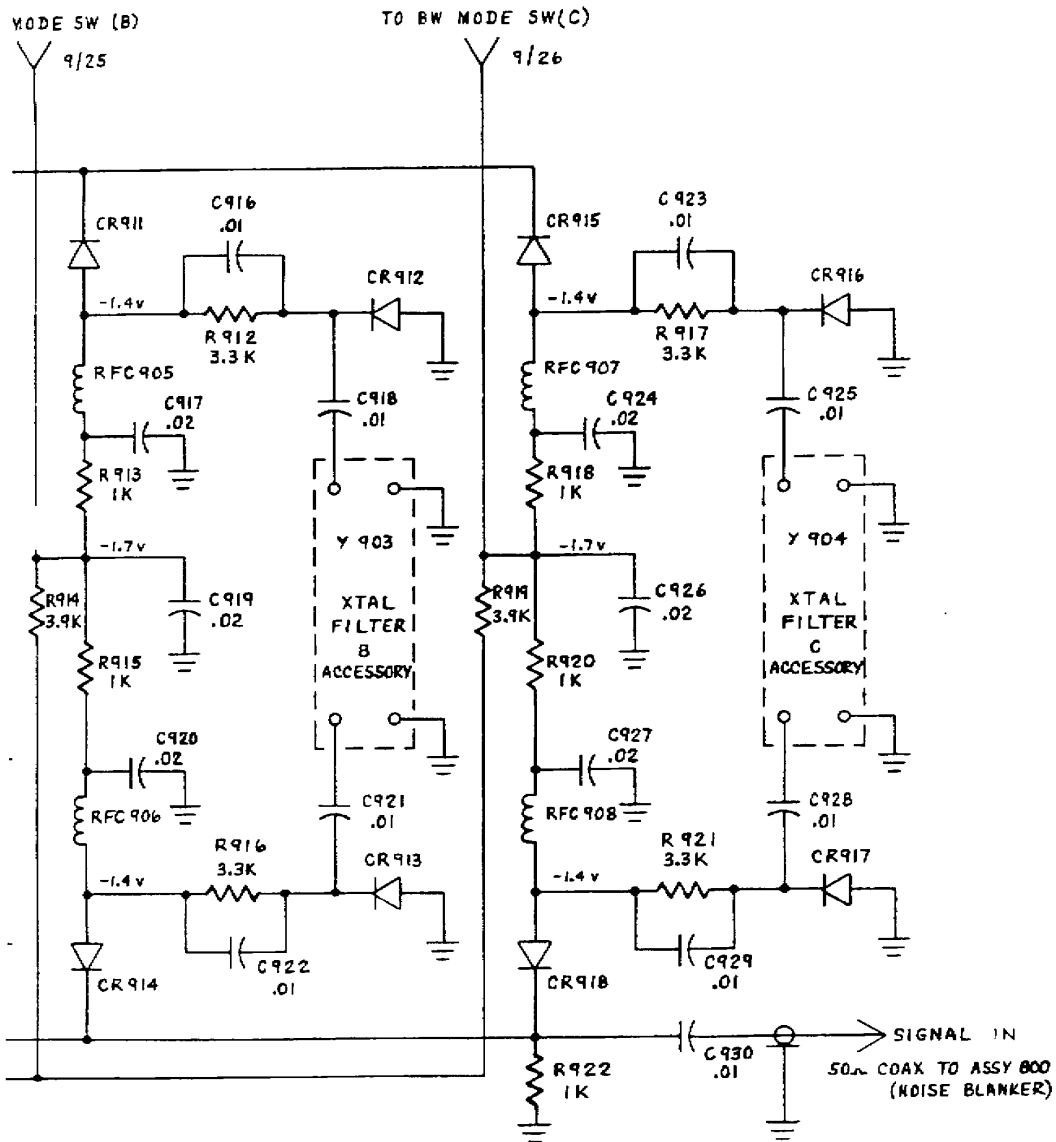 MODE SW (B)
9/25
TO BW MODE SW(C)
9/26
CR911
C916
.01
-1.4v
R912
3.3K
CR912
RFC905
C917
.02
C918
.01
R913
1K
Y 903
XTAL
FILTER
B
ACCESSORY
-1.7v
R914
3.9K
C919
.02
R915
1K
C920
.02
RFC906
C921
.01
R916
3.3K
CR913
-1.4v
C922
.01
CR914
CR915
C923
.01
-1.4v
R917
3.3K
CR916
RFC907
C924
.02
C925
.01
R918
1K
Y 904
XTAL
FILTER
C
ACCESSORY
-1.7v
R919
3.9K
C926
.02
R920
1K
C927
.02
RFC908
C928
.01
R921
3.3K
CR917
-1.4v
C929
.01
CR918
C930
.01
R922
1K
SIGNAL IN
50Ω COAX TO ASSY 800
(NOISE BLANKER)